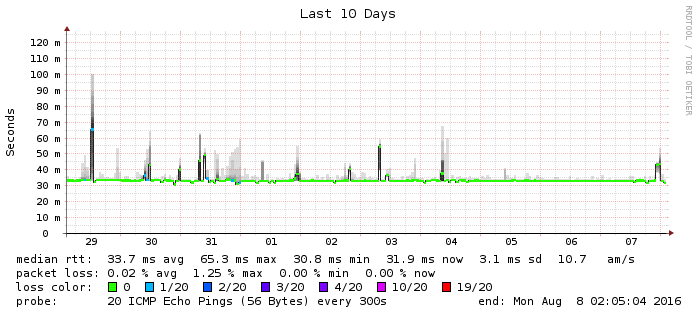 Last 10 Days
RRDTOOL / TOBI OETIKER
Seconds
120 m
110 m
100 m
90 m
80 m
70 m
60 m
50 m
40 m
30 m
20 m
10 m
0
29 30 31 01 02 03 04 05 06 07
median rtt: 33.7 ms avg 65.3 ms max 30.8 ms min 31.9 ms now 3.1 ms sd 10.7 am/s
packet loss: 0.02 % avg 1.25 % max 0.00 % min 0.00 % now
loss color: 0 1/20 2/20 3/20 4/20 10/20 19/20
probe: 20 ICMP Echo Pings (56 Bytes) every 300s end: Mon Aug 8 02:05:04 2016